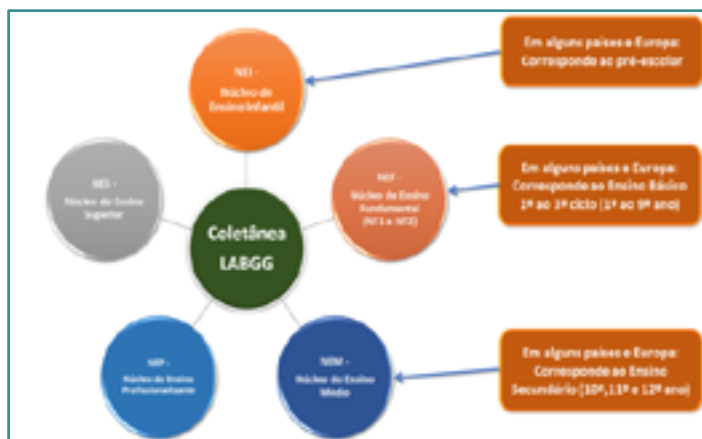 NEI -
Núcleo de
Ensino Infantil
Em alguns países e Europa:
Corresponde ao pré-escolar
NES -
Núcleo do Ensino
Superior
NEF -
Núcleo de Ensino
Fundamental
(NF1 e NF2)
Em alguns países e Europa:
Corresponde ao Ensino Básico
1º ao 3º ciclo (1º ao 9º ano)
Coletânea
LABGG
NEP -
Núcleo do Ensino
Profissionalizante
NEM -
Núcleo do Ensino
Médio
Em alguns países e Europa:
Corresponde ao Ensino
Secundário (10º,11º e 12º ano)